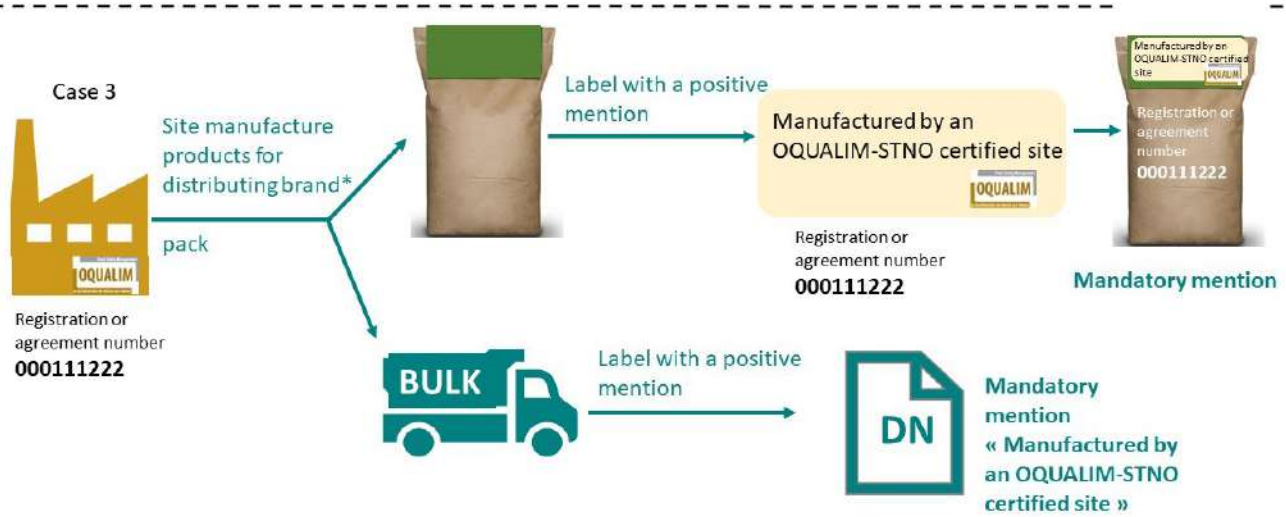 Case 3
Site manufacture
products for
distributing brand*
pack
OQUALIM
Registration or
agreement number
000111222
Label with a positive
mention
Manufactured by an
OQUALIM-STNO certified site
OQUALIM
Registration or
agreement number
000111222
Manufactured by an
OQUALIM-STNO certified
site
OQUALIM
Registration or
agreement
number
000111222
Mandatory mention
BULK
Label with a positive
mention
DN
Mandatory
mention
« Manufactured by
an OQUALIM-STNO
certified site »